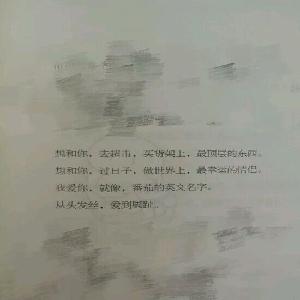 想和你，去超市，买货架上，最顶层的东西。
想和你，过日子，做世界上，最幸福的情侣。
我爱你，就像，番茄的英文名字。
从头发丝，爱到脚趾。